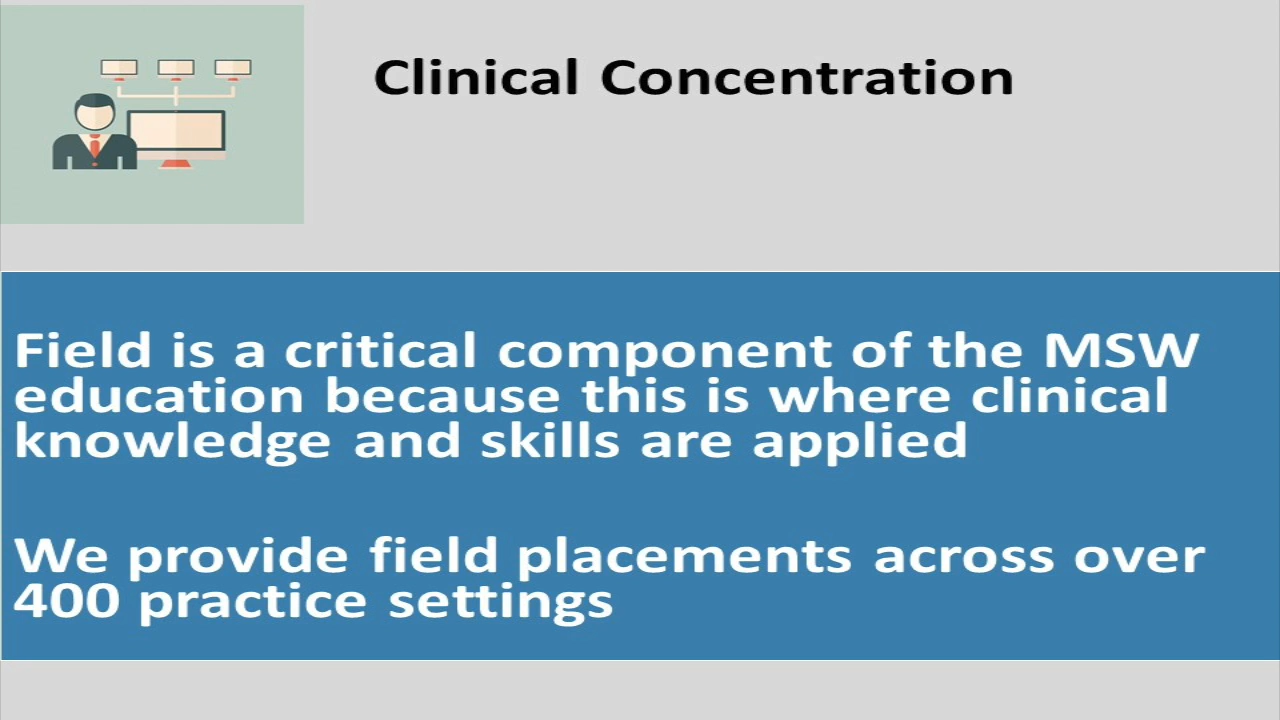 Clinical Concentration
Field is a critical component of the MSW
education because this is where clinical
knowledge and skills are applied
We provide field placements across over
400 practice settings